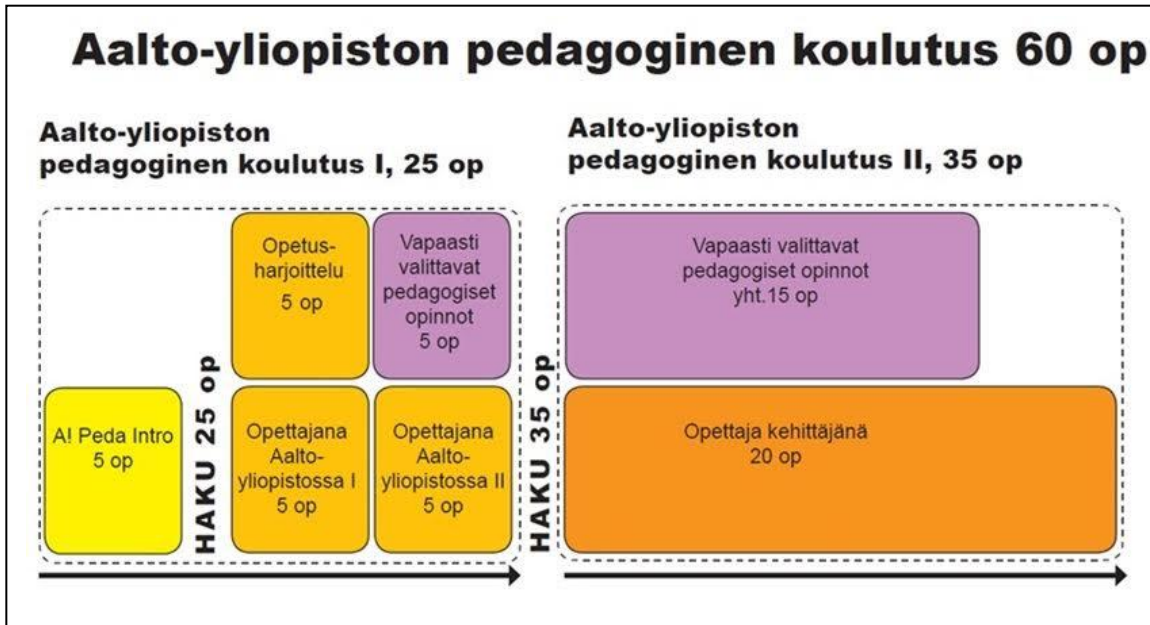 Aalto-yliopiston pedagoginen koulutus 60 op
Aalto-yliopiston
pedagoginen koulutus I, 25 op
A! Peda Intro
5 op
HAKU 25 op
Opetus-
harjoittelu
5 op
Vapaasti
valittavat
pedagogiset
opinnot
5 op
Opettajana
Aalto-
yliopistossa I
5 op
Opettajana
Aalto-
yliopistossa II
5 op
HAKU 35 op
Aalto-yliopiston
pedagoginen koulutus II, 35 op
Vapaasti valittavat
pedagogiset opinnot
yht.15 op
Opettaja kehittäjänä
20 op